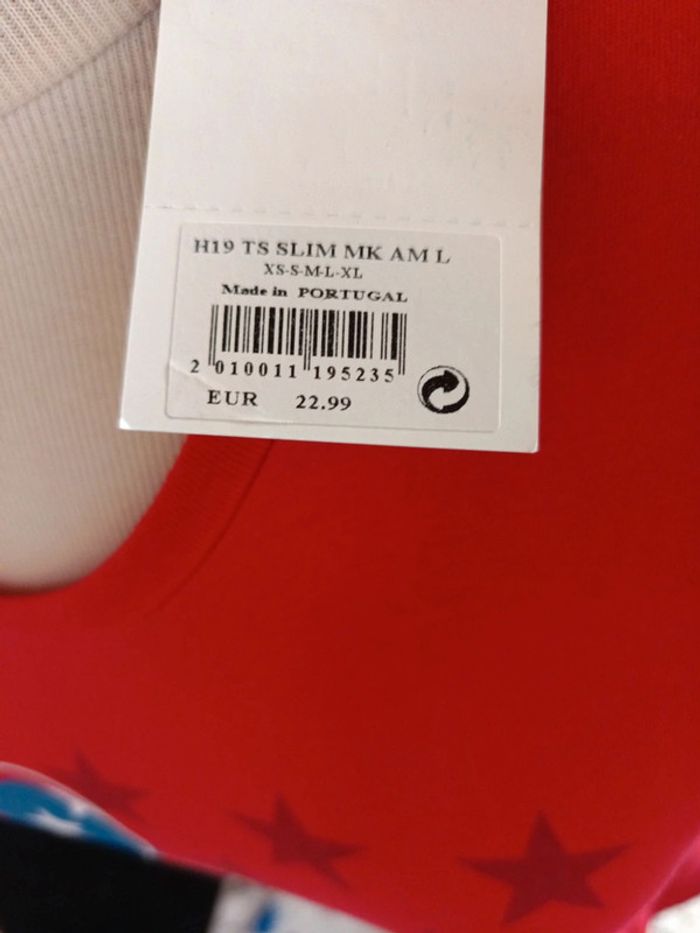 H19 TS SLIM MK AM L
XS-S-M-L-XL
Made in PORTUGAL
2 010011 195235
EUR 22.99